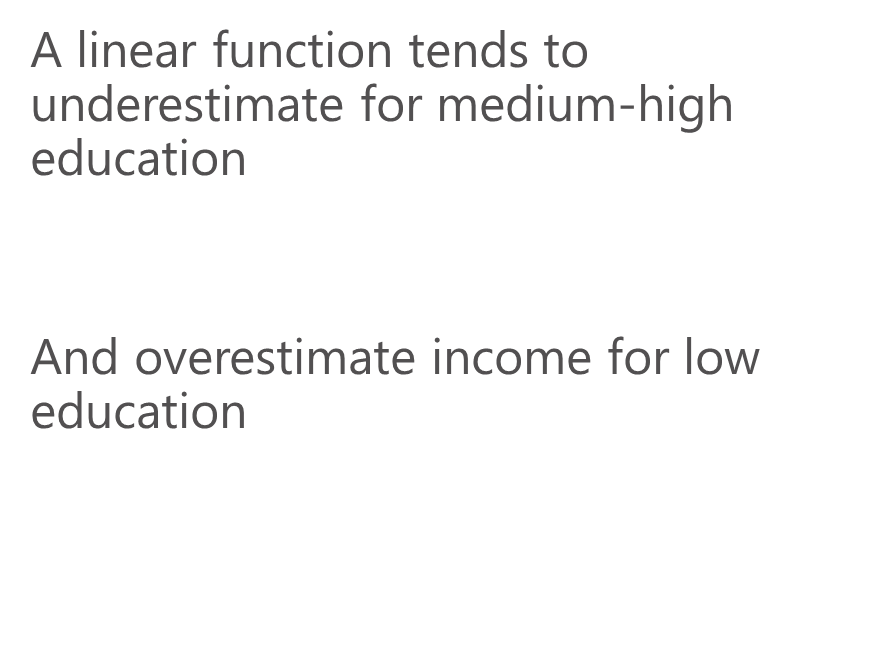 A linear function tends to
underestimate for medium-high
education
And overestimate income for low
education